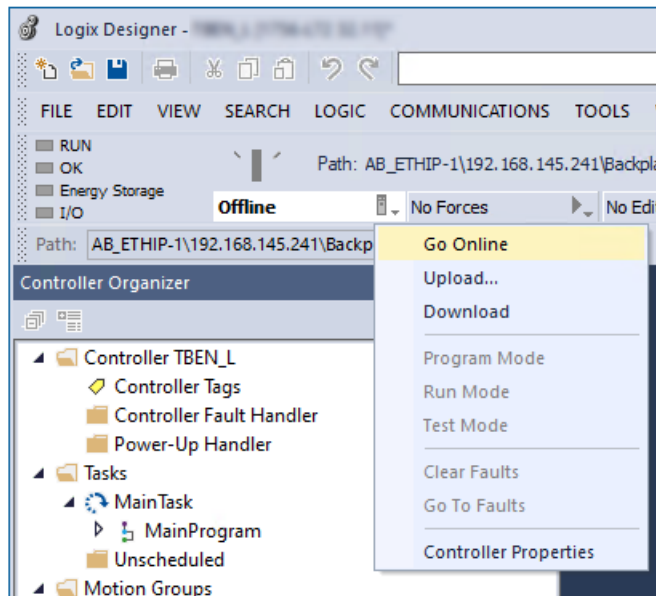 Logix Designer -
FILE EDIT VIEW SEARCH LOGIC COMMUNICATIONS TOOLS
RUN
OK
Energy Storage
I/O
Path: AB_ETHIP-1\192.168.145.241\Backpla
Offline
No Forces
No Edi
Path: AB_ETHIP-1\192.168.145.241\Backp
Go Online
Upload...
Download
Program Mode
Run Mode
Test Mode
Clear Faults
Go To Faults
Controller Properties
Controller Organizer
Controller TBEN_L
Controller Tags
Controller Fault Handler
Power-Up Handler
Tasks
MainTask
MainProgram
Unscheduled
Motion Groups